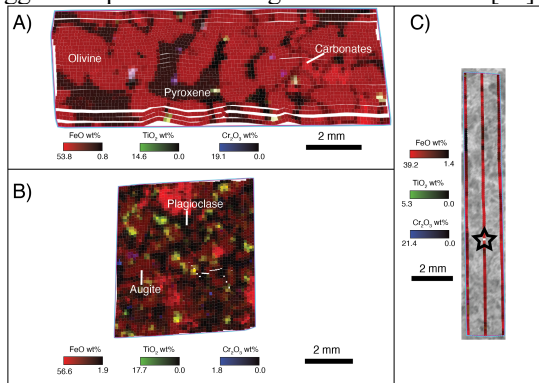 A)
Olivine
Carbonates
Pyroxene
FeO wt%
TiO₂ wt%
Cr₂O₃ wt%
53.8 0.8
14.6 0.0
19.1 0.0
2 mm
B)
Plagioclase
Augite
FeO wt%
TiO₂ wt%
Cr₂O₃ wt%
56.6 1.9
17.7 0.0
1.8 0.0
2 mm
C)
FeO wt%
39.2 1.4
TiO₂ wt%
5.3 0.0
Cr₂O₃ wt%
21.4 0.0
2 mm